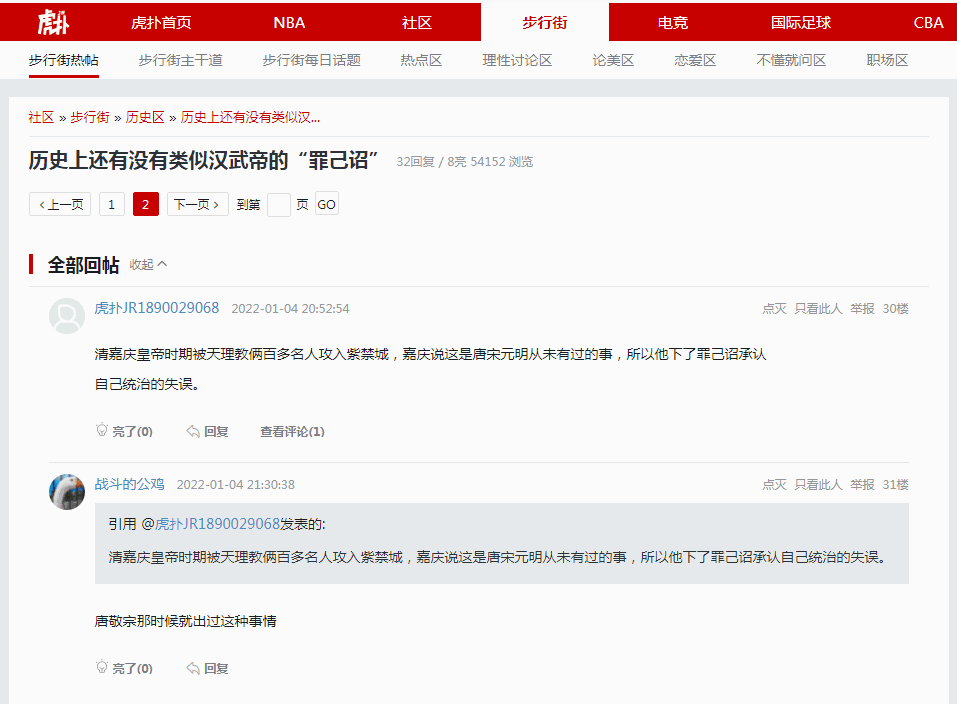 虎扑 虎扑首页 NBA 社区 步行街 电竞 国际足球 CBA
步行街热帖 步行街主干道 步行街每日话题 热点区 理性讨论区 论美区 恋爱区 不懂就问区 职场区
社区 » 步行街 » 历史区 » 历史上还有没有类似汉...
历史上还有没有类似汉武帝的“罪己诏” 32回复 / 8亮 54152 浏览
‹ 上一页 1 2 下一页 › 到第 页 GO
全部回帖 收起
虎扑JR1890029068 2022-01-04 20:52:54 点灭 只看此人 举报 30楼
清嘉庆皇帝时期被天理教俩百多名人攻入紫禁城，嘉庆说这是唐宋元明从未有过的事，所以他下了罪己诏承认
自己统治的失误。
亮了(0) 回复 查看评论(1)
战斗的公鸡 2022-01-04 21:30:38 点灭 只看此人 举报 31楼
引用 @虎扑JR1890029068发表的:
清嘉庆皇帝时期被天理教俩百多名人攻入紫禁城，嘉庆说这是唐宋元明从未有过的事，所以他下了罪己诏承认自己统治的失误。
唐敬宗那时候就出过这种事情
亮了(0) 回复